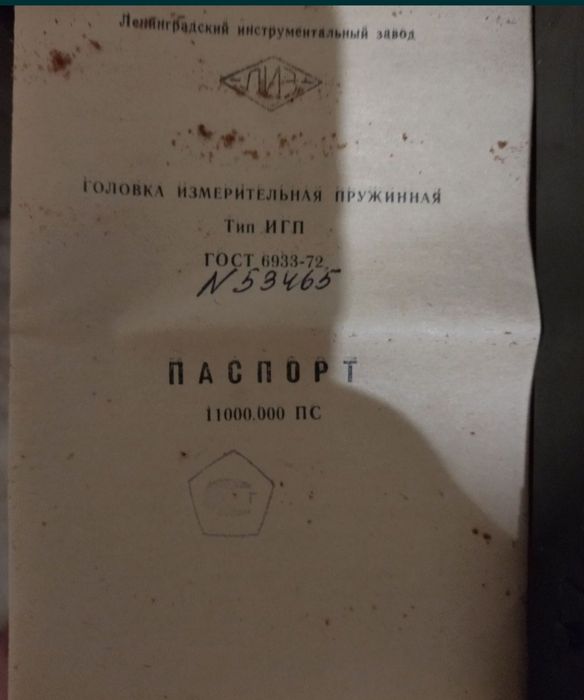 Ленинградский инструментальный завод
ЛИЗ
ГОЛОВКА ИЗМЕРИТЕЛЬНАЯ ПРУЖИННАЯ
Тип ИГП
ГОСТ 6933-72
N 53465
ПАСПОРТ
11000.000 ПС